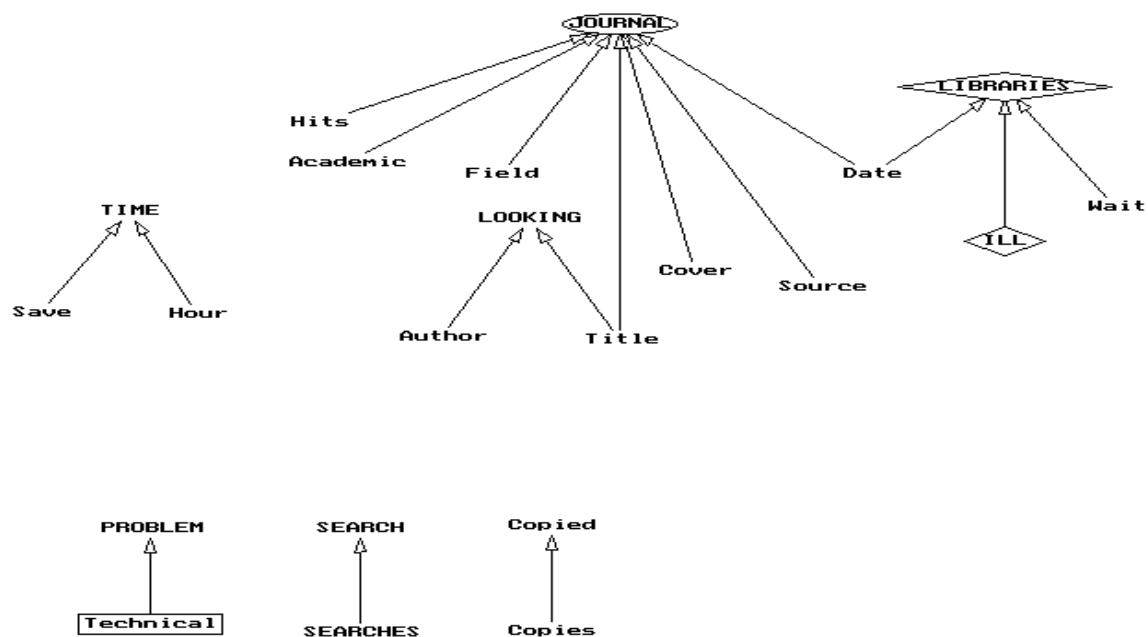 JOURNAL
LIBRARIES
Hits
Academic
Field
Date
TIME
LOOKING
Wait
ILL
Cover
Source
Save
Hour
Author
Title
PROBLEM
SEARCH
Copied
Technical
SEARCHES
Copies